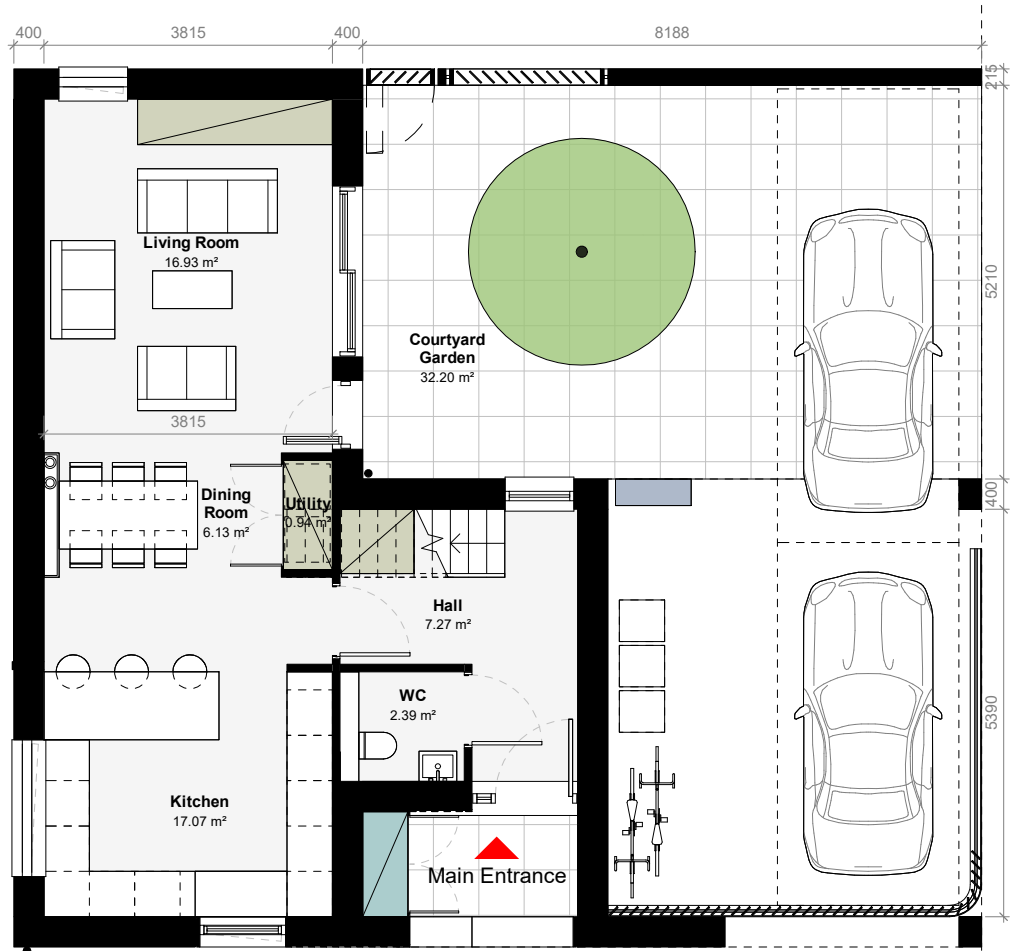 400
3815
400
8188
215
Living Room
16.93 m²
5210
Courtyard
Garden
32.20 m²
3815
Dining
Room
6.13 m²
Utility
0.94 m²
400
Hall
7.27 m²
WC
2.39 m²
5390
Kitchen
17.07 m²
Main Entrance